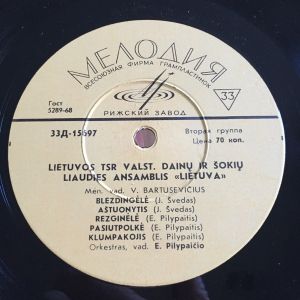 МЕЛОДИЯ
ВСЕСОЮЗНАЯ ФИРМА ГРАМПЛАСТИНОК
33
Гост
5289-68
РИЖСКИЙ ЗАВОД
33Д-15697
Вторая группа
Цена 70 коп.
LIETUVOS TSR VALST. DAINŲ IR ŠOKIŲ
LIAUDIES ANSAMBLIS «LIETUVA»
Men. vad. V. BARTUSEVIČIUS
BLEZDINGĖLĖ (J. Švedas)
AŠTUONYTIS (J. Švedas)
REZGINĖLĖ (E. Pilypaitis)
PASIUTPOLKĖ (E. Pilypaitis)
KLUMPAKOJIS (E. Pilypaitis)
Orkestras, vad. E. Pilypaičio